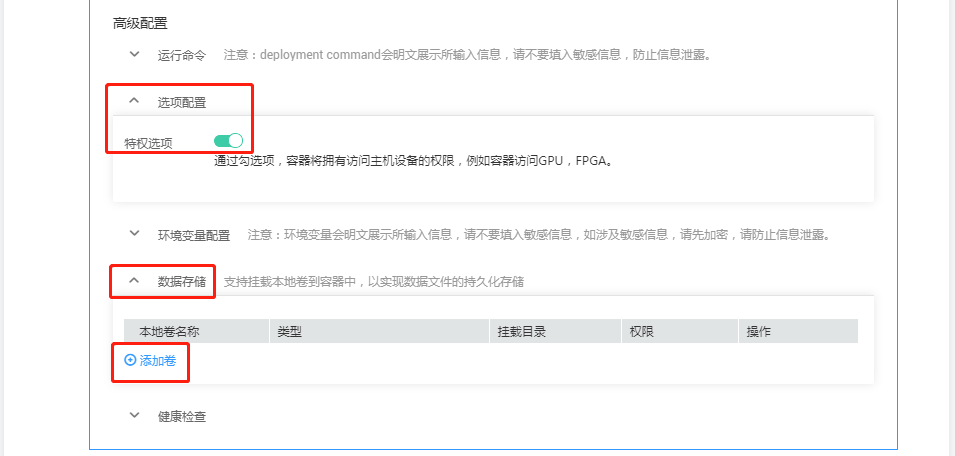 高级配置
运行命令 注意：deployment command会明文展示所输入信息，请不要填入敏感信息，防止信息泄露。
选项配置
特权选项
通过勾选项，容器将拥有访问主机设备的权限，例如容器访问GPU，FPGA。
环境变量配置 注意：环境变量会明文展示所输入信息，请不要填入敏感信息，如涉及敏感信息，请先加密，请防止信息泄露。
数据存储 支持挂载本地卷到容器中，以实现数据文件的持久化存储
本地卷名称 类型 挂载目录 权限 操作
添加卷
健康检查